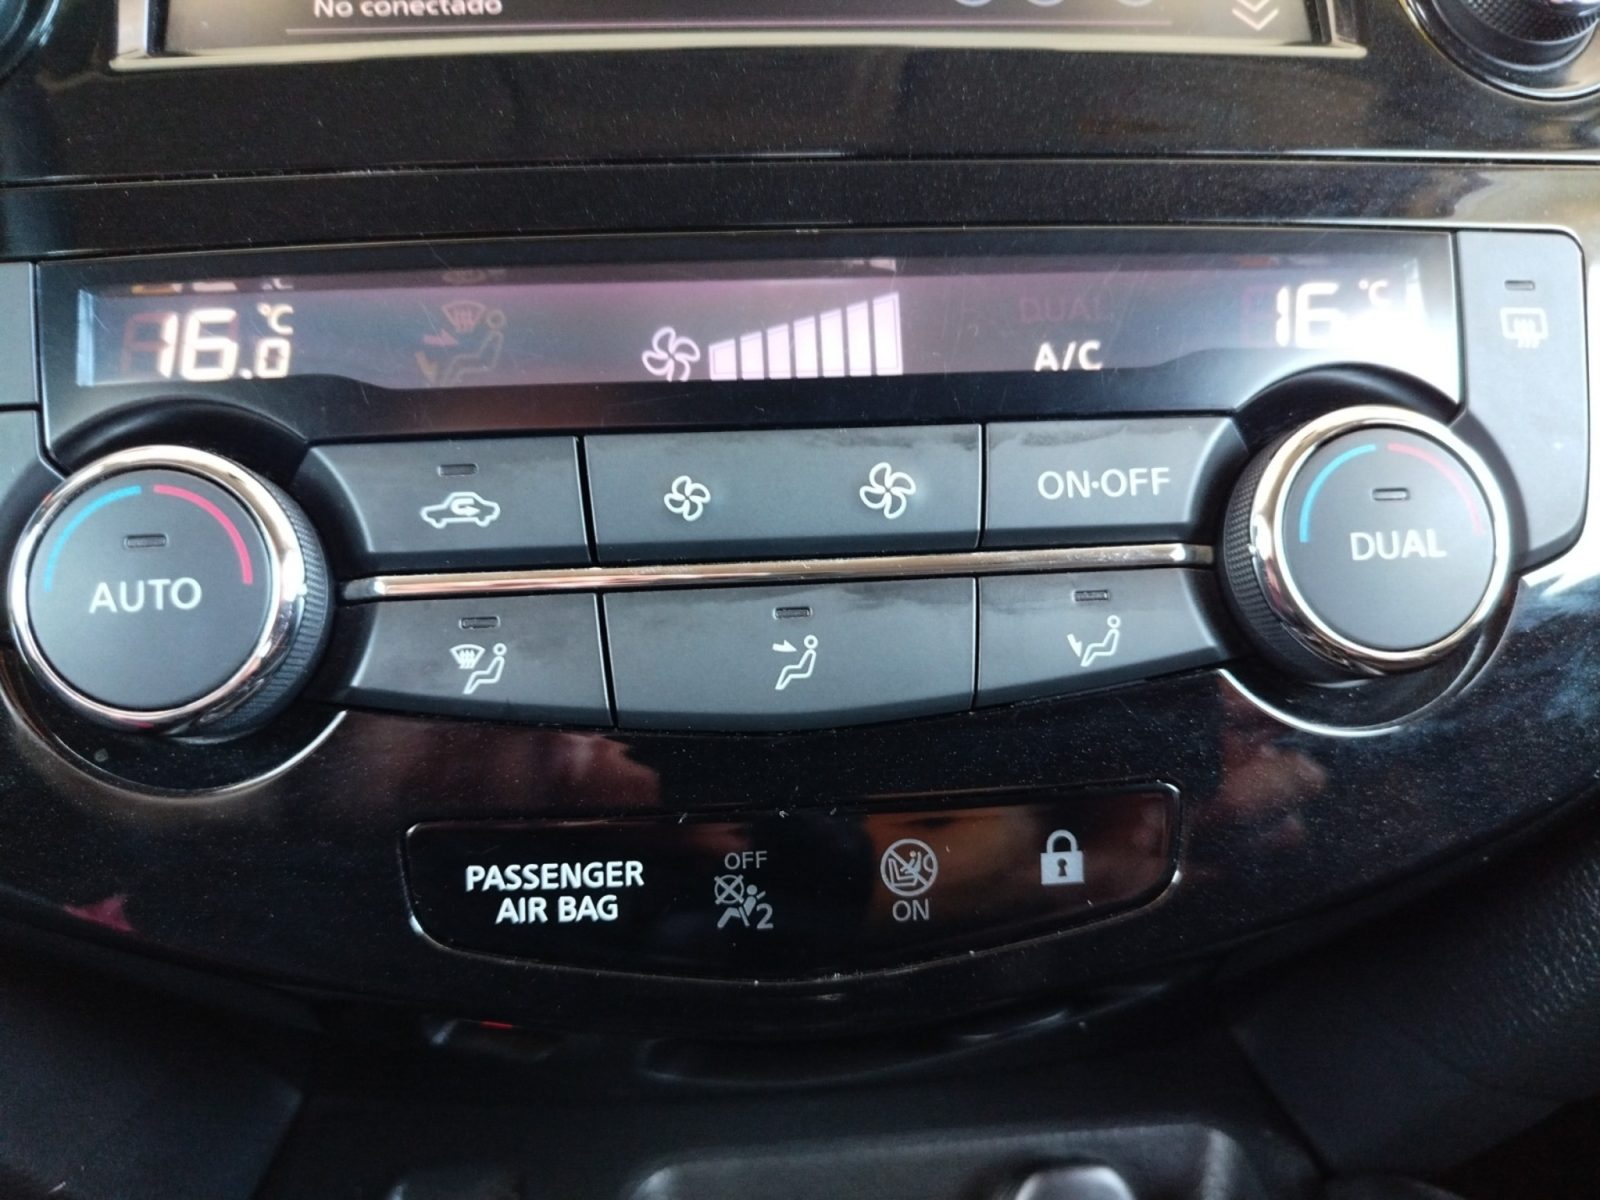 No conectado
16.0 °C
DUAL
A/C
16 °C
ON·OFF
AUTO
DUAL
PASSENGER
AIR BAG
OFF
2
ON